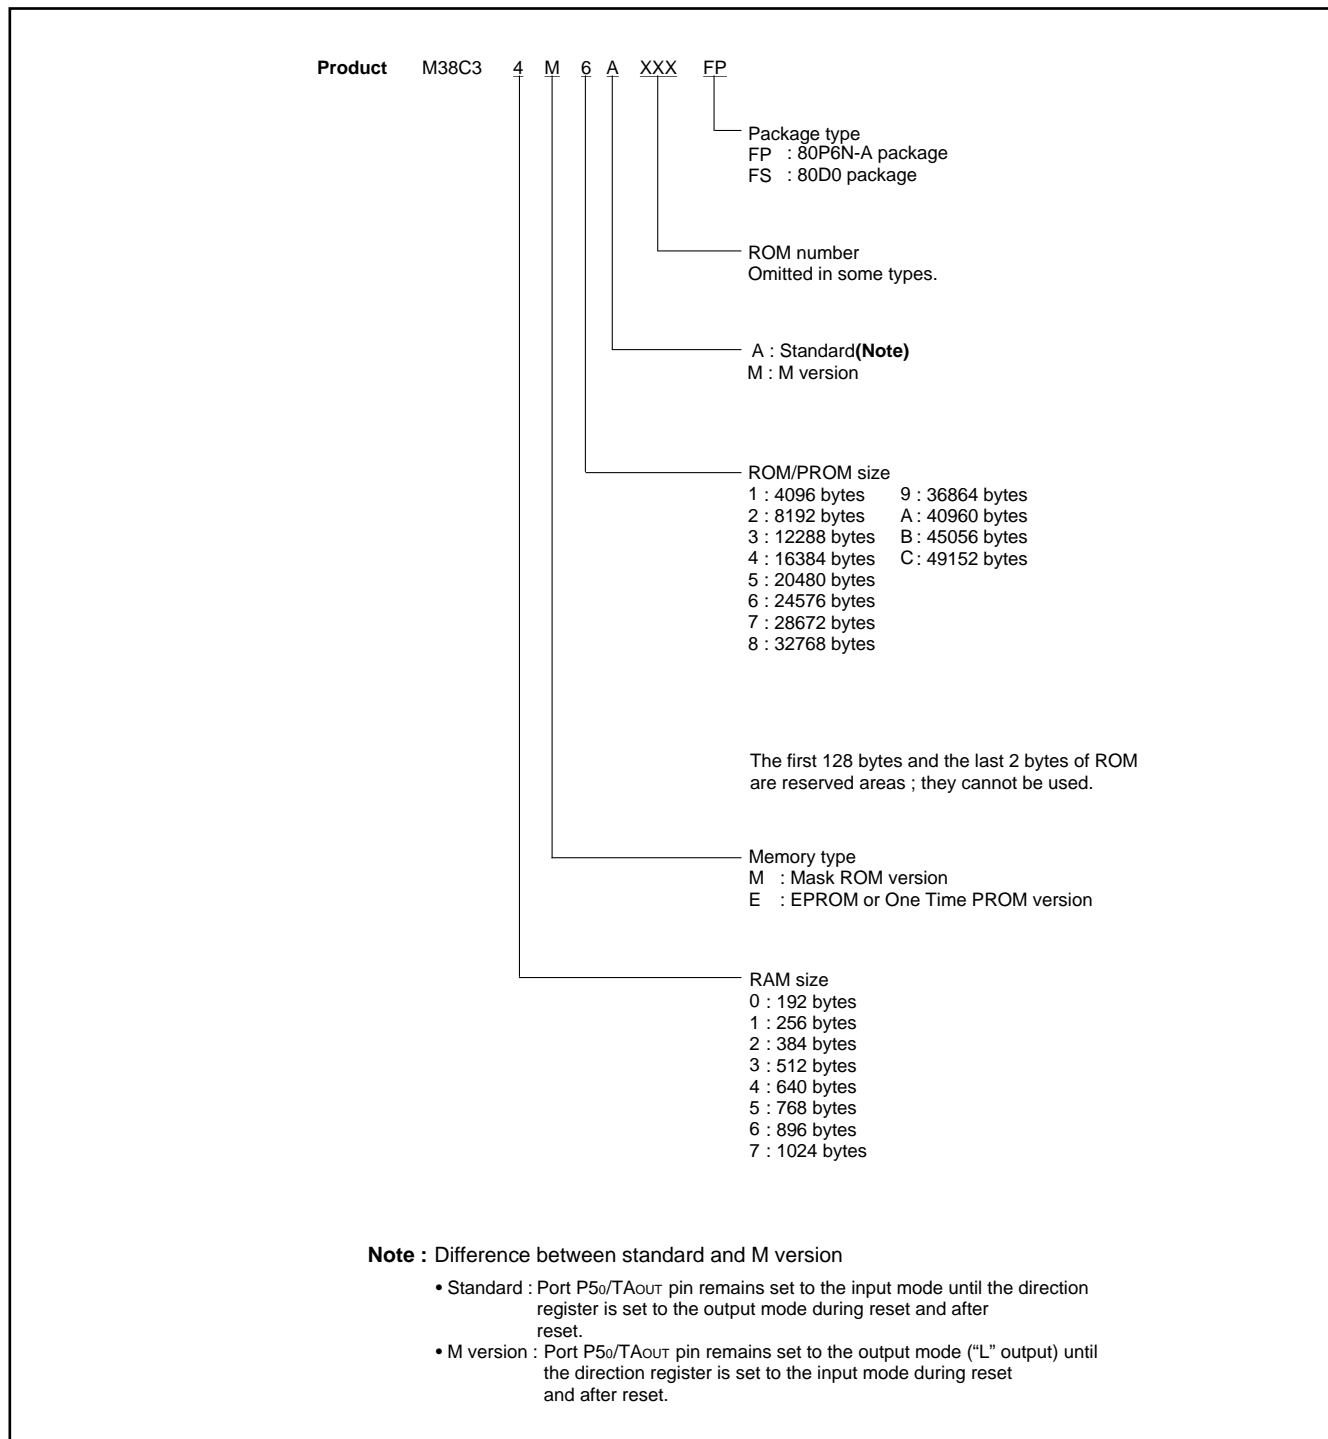 Product M38C3 4 M 6 A XXX FP
Package type
FP : 80P6N-A package
FS : 80D0 package
ROM number
Omitted in some types.
A : Standard(Note)
M : M version
ROM/PROM size
1 : 4096 bytes 9 : 36864 bytes
2 : 8192 bytes A : 40960 bytes
3 : 12288 bytes B : 45056 bytes
4 : 16384 bytes C : 49152 bytes
5 : 20480 bytes
6 : 24576 bytes
7 : 28672 bytes
8 : 32768 bytes
The first 128 bytes and the last 2 bytes of ROM
are reserved areas ; they cannot be used.
Memory type
M : Mask ROM version
E : EPROM or One Time PROM version
RAM size
0 : 192 bytes
1 : 256 bytes
2 : 384 bytes
3 : 512 bytes
4 : 640 bytes
5 : 768 bytes
6 : 896 bytes
7 : 1024 bytes
Note : Difference between standard and M version
• Standard : Port P50/TAOUT pin remains set to the input mode until the direction
register is set to the output mode during reset and after
reset.
• M version : Port P50/TAOUT pin remains set to the output mode (“L” output) until
the direction register is set to the input mode during reset
and after reset.